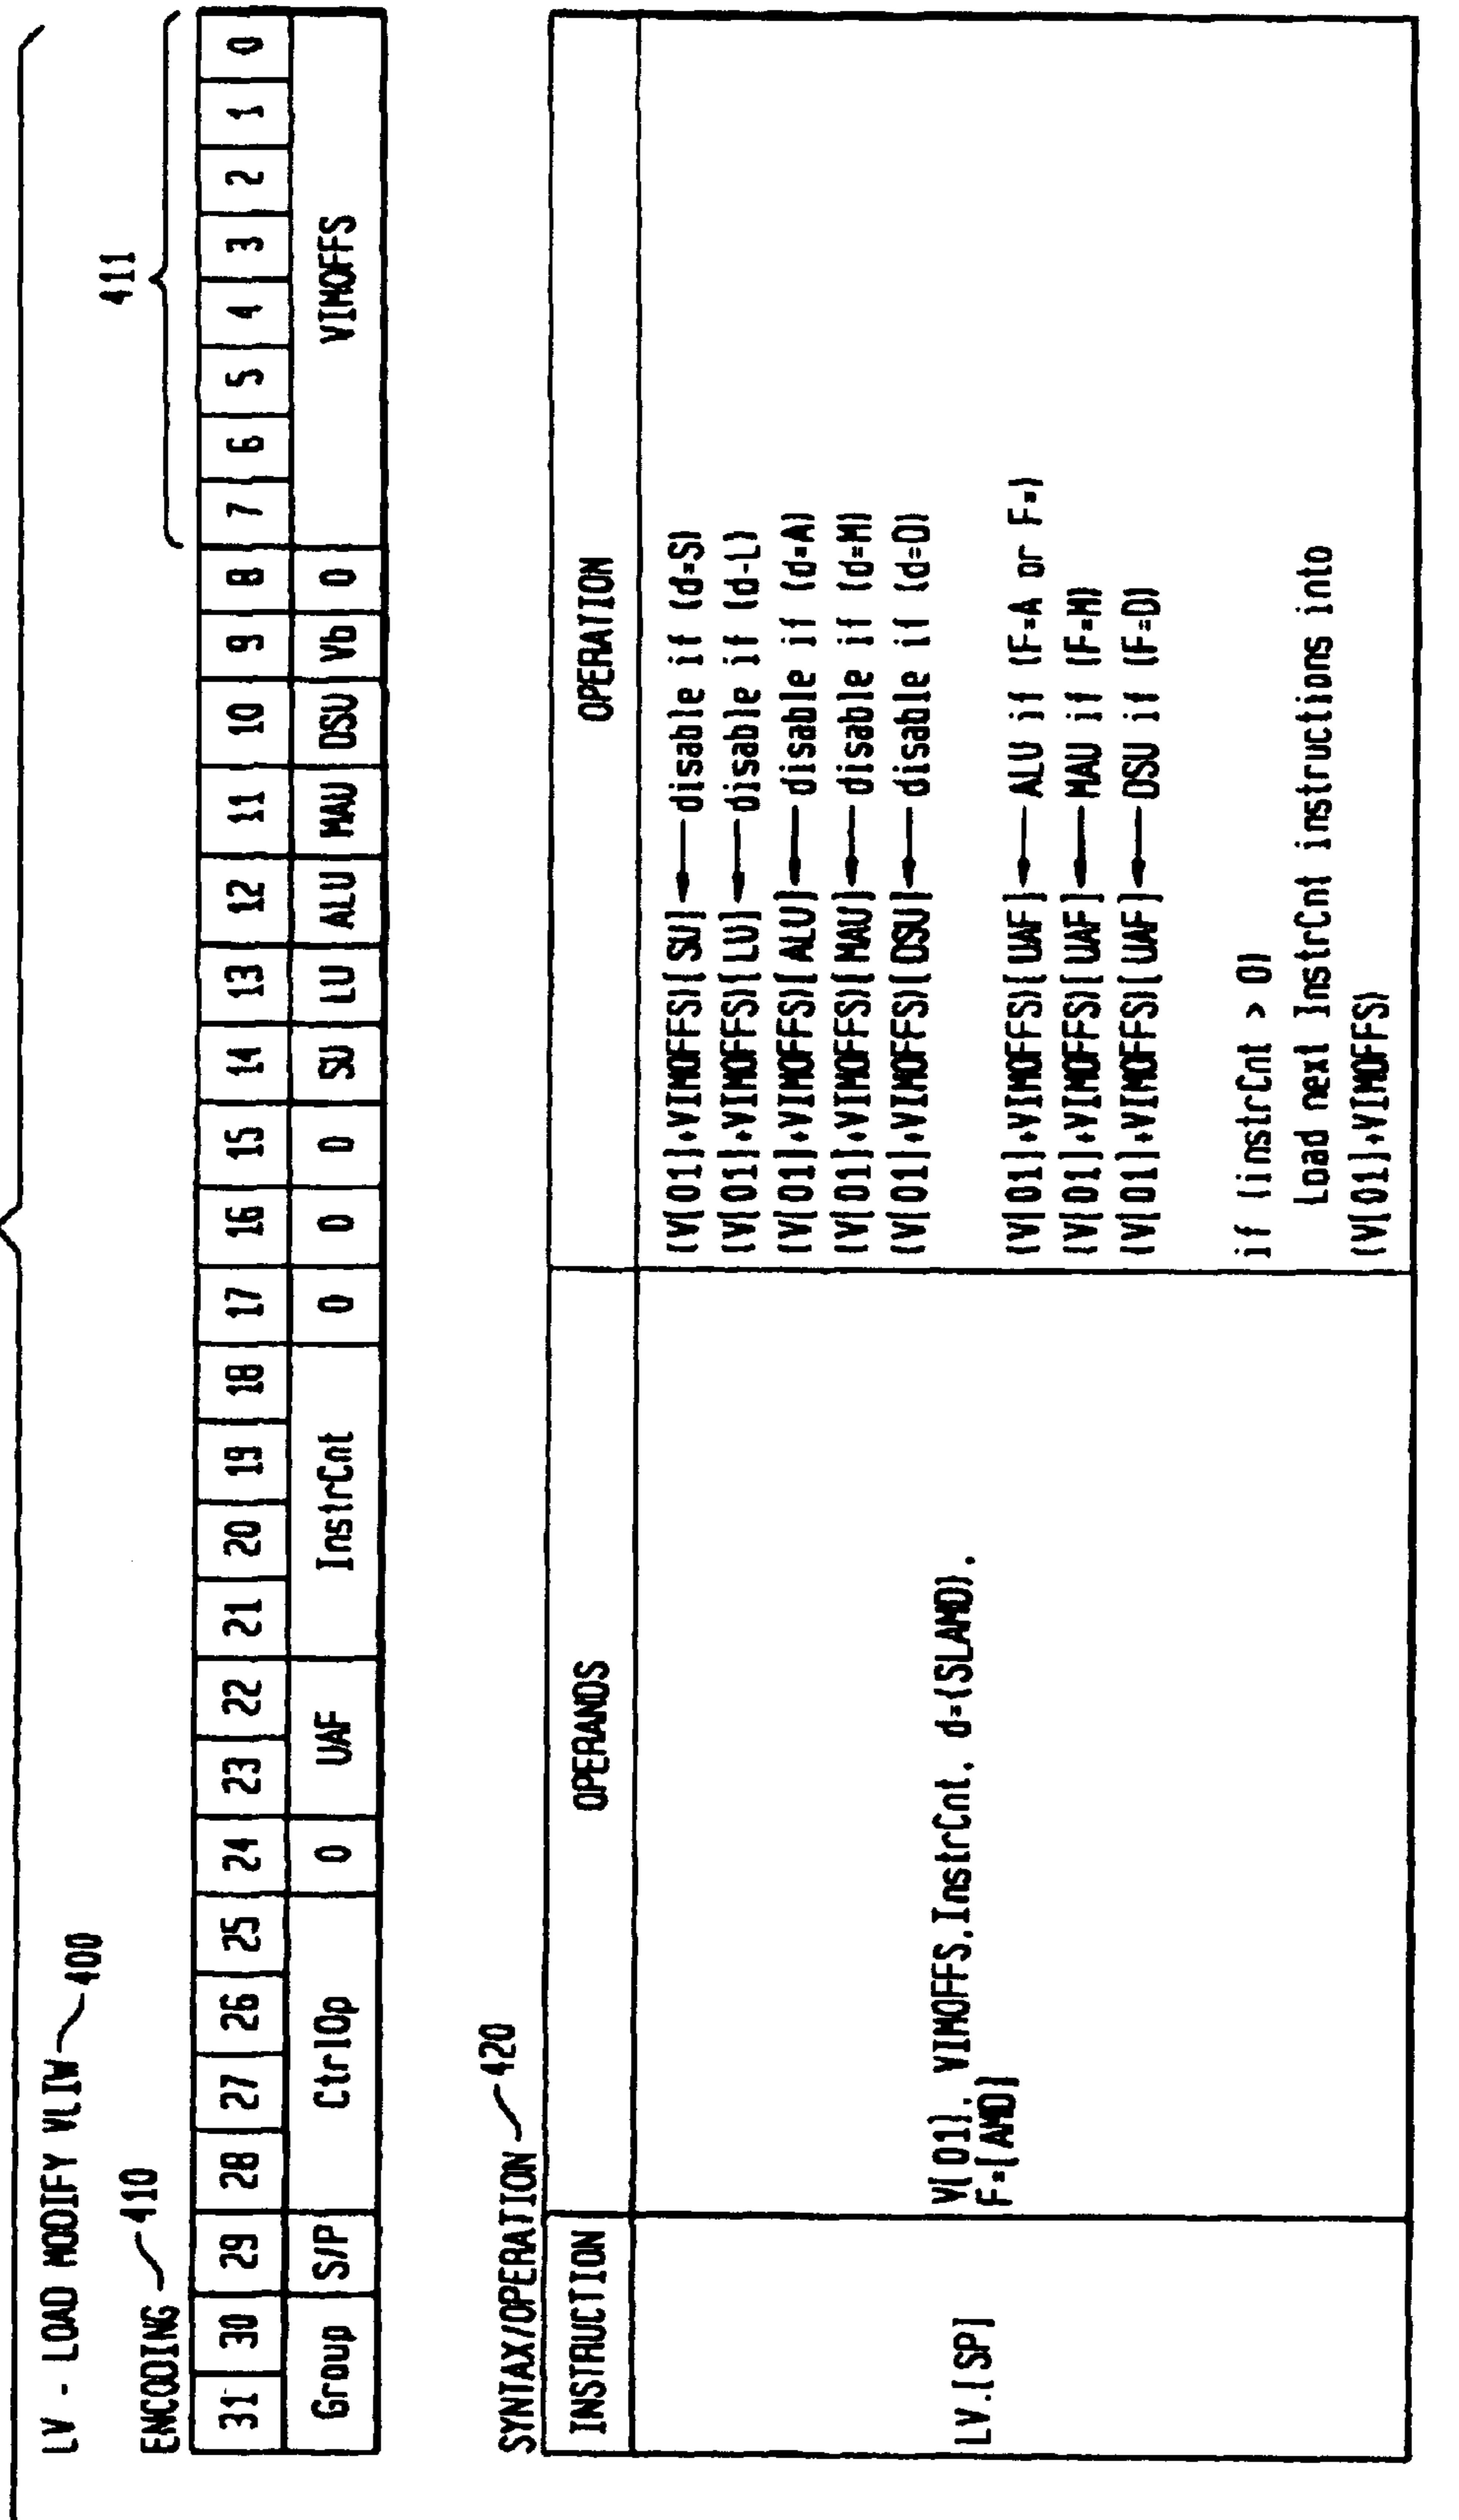 LV - LOAD MODIFY VLIW 400
411
ENCODING 410
31 30 29 28 27 26 25 24 23 22 21 20 19 18 17 16 15 14 13 12 11 10 9 8 7 6 5 4 3 2 1 0
Group S/P CtrlOp 0 UAF InstrCnt 0 0 0 SU LU ALU MAU DSU Vb 0 VIMOFFS
SYNTAX/OPERATION 420
INSTRUCTION OPERANDS OPERATION
LV.[SP]
V[01], VIMOFFS,InstrCnt, d={SLAMD},
F=[AMD]
(V[01]+VIMOFFS)[SU] ← disable if (d=S)
(V[01]+VIMOFFS)[LU] ← disable if (d=L)
(V[01]+VIMOFFS)[ALU] ← disable if (d=A)
(V[01]+VIMOFFS)[MAU] ← disable if (d=M)
(V[01]+VIMOFFS)[DSU] ← disable if (d=D)
(V[01]+VIMOFFS)[UAF] ← ALU if (F=A or F=)
(V[01]+VIMOFFS)[UAF] ← MAU if (F=M)
(V[01]+VIMOFFS)[UAF] ← DSU if (F=D)
if (instrCnt > 0)
Load next InstrCnt instructions into
(V[01]+VIMOFFS)